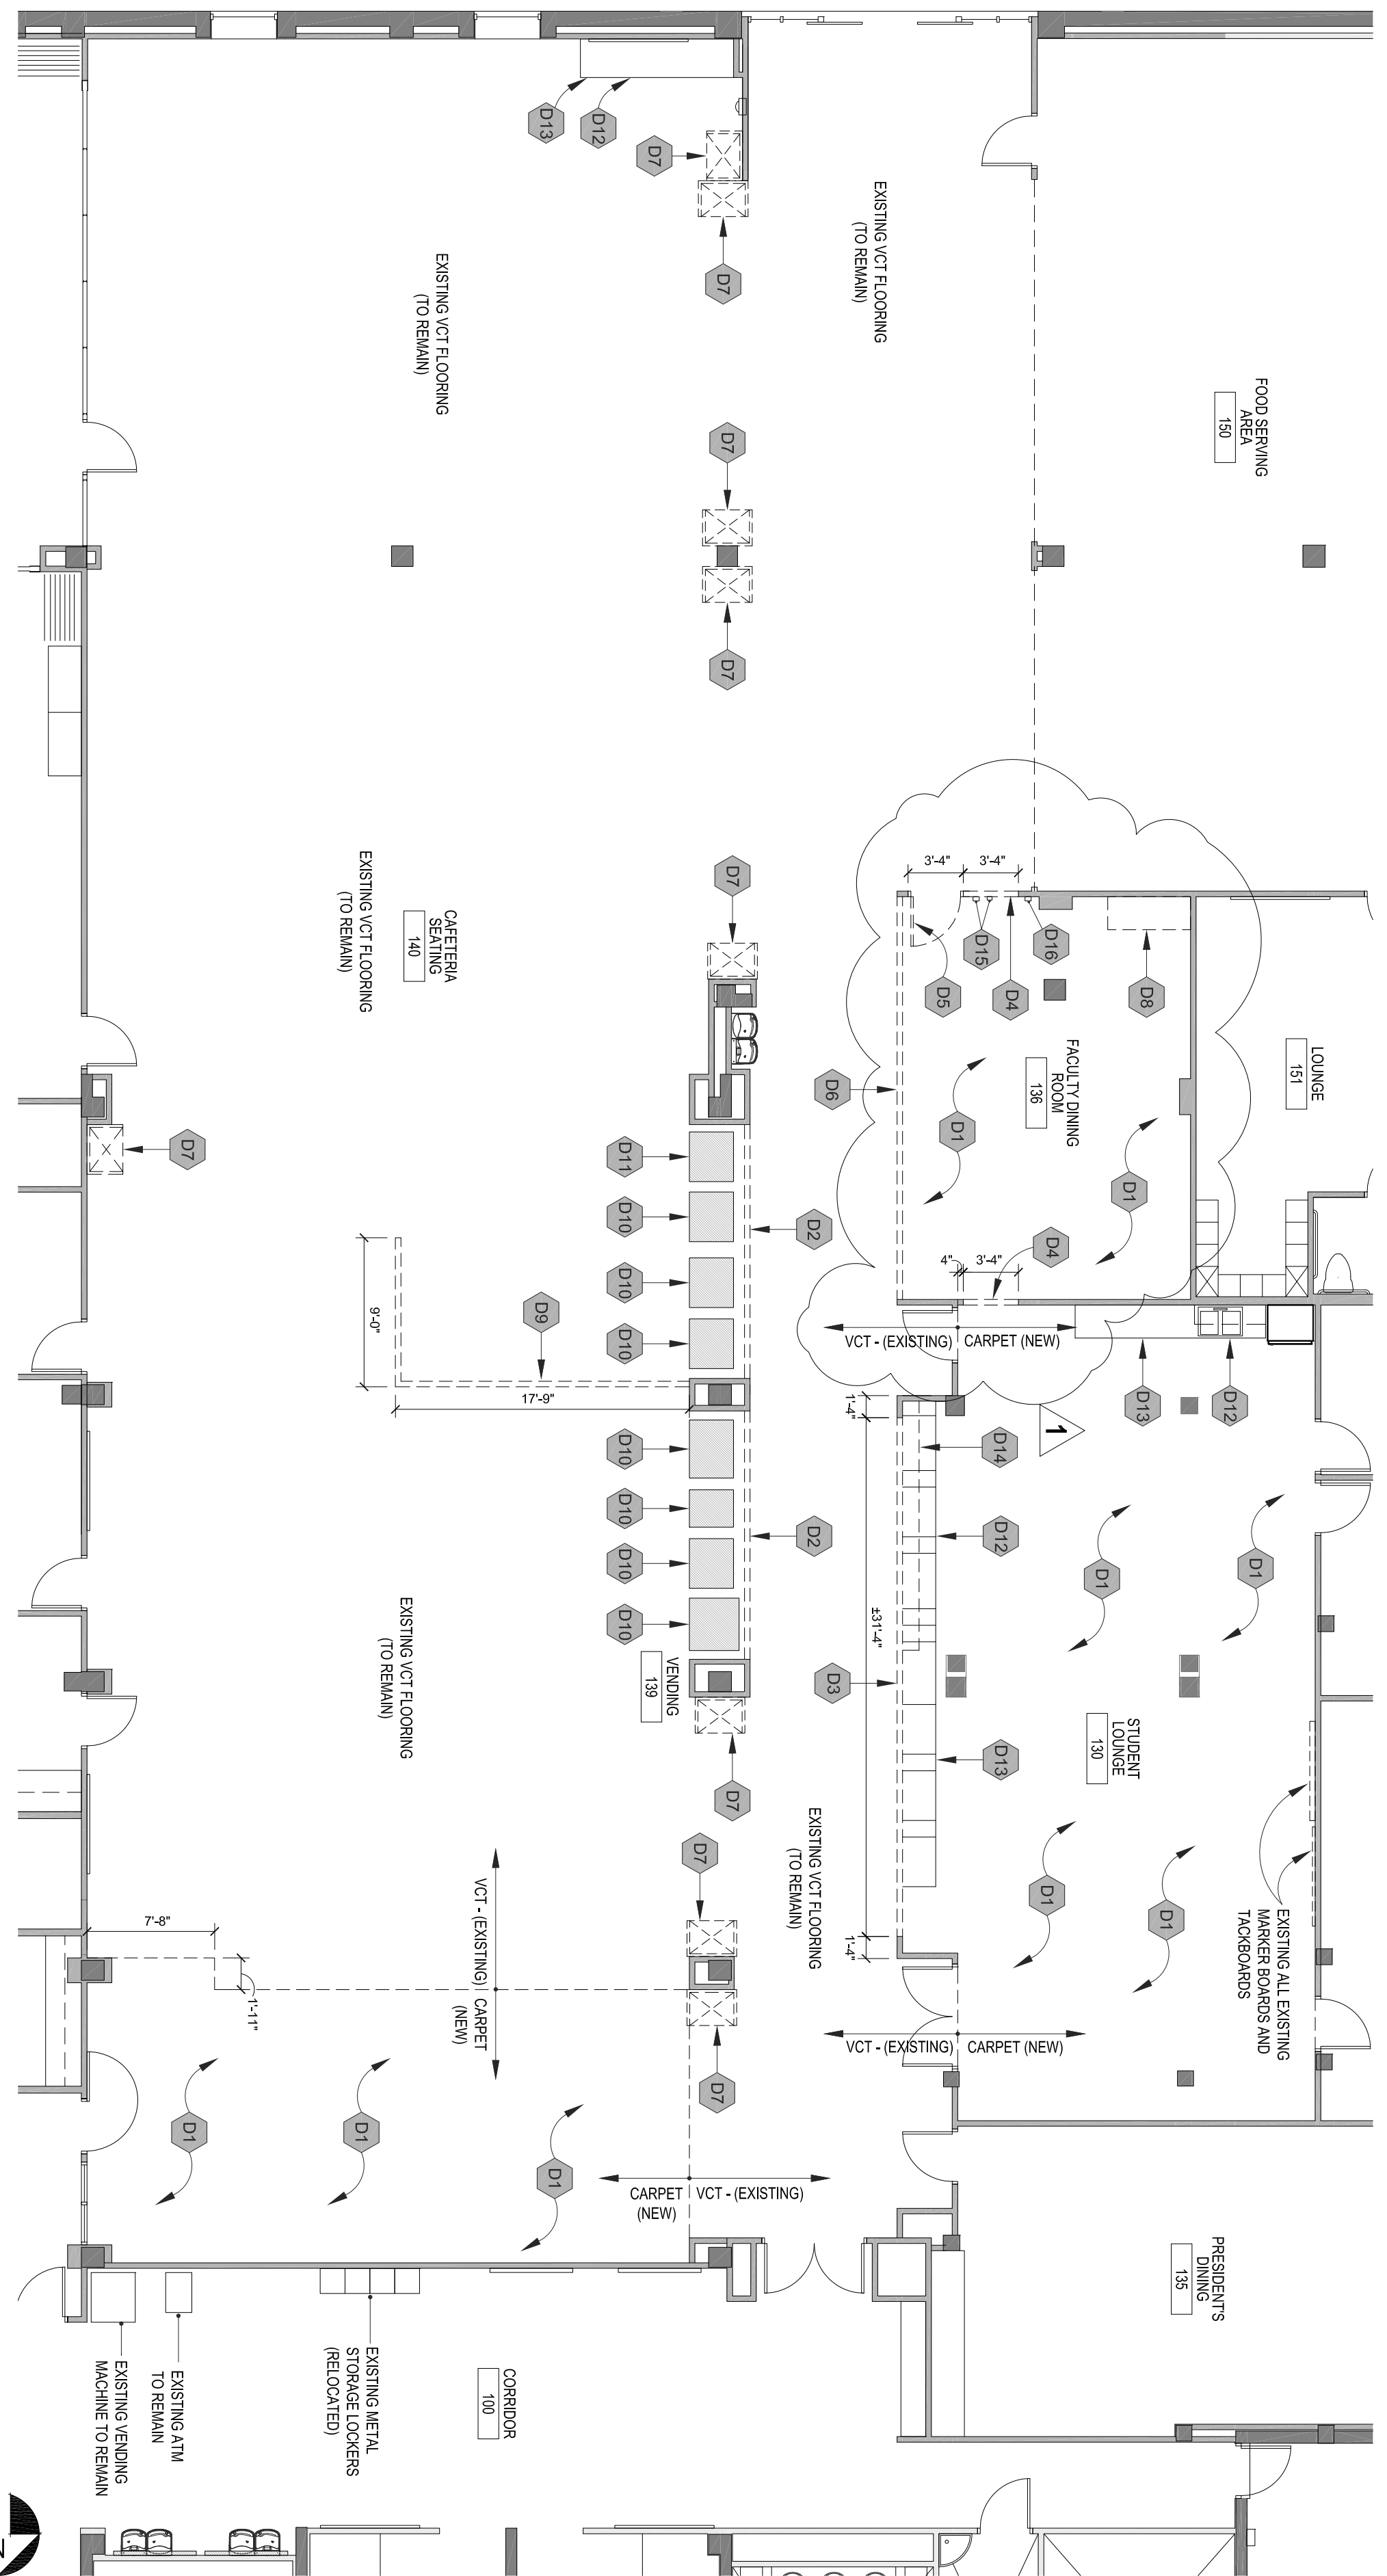 D13
D12
D7
D7
EXISTING VCT FLOORING
(TO REMAIN)
EXISTING VCT FLOORING
(TO REMAIN)
FOOD SERVING
AREA
150
D7
D7
3'-4"
3'-4"
D7
D15
D16
D5
D4
D8
EXISTING VCT FLOORING
(TO REMAIN)
CAFETERIA
SEATING
140
FACULTY DINING
ROOM
136
LOUNGE
151
D6
D1
D1
D7
D11
D10
D2
D10
D10
4"
3'-4"
D4
9'-0"
D9
VCT - (EXISTING)
CARPET (NEW)
17'-9"
1'-4"
D13
D12
1
D14
D10
D10
D2
D12
D10
D1
D1
D10
±31'-4"
EXISTING VCT FLOORING
(TO REMAIN)
VENDING
139
D3
STUDENT
LOUNGE
130
D13
D7
D7
EXISTING VCT FLOORING
(TO REMAIN)
D1
D1
EXISTING ALL EXISTING
MARKER BOARDS AND
TACKBOARDS
7'-8"
1'-11"
VCT - (EXISTING)
CARPET
(NEW)
1'-4"
VCT - (EXISTING)
CARPET (NEW)
D7
D1
D1
D1
CARPET
(NEW)
VCT - (EXISTING)
PRESIDENT'S
DINING
135
EXISTING VENDING
MACHINE TO REMAIN
EXISTING ATM
TO REMAIN
EXISTING METAL
STORAGE LOCKERS
(RELOCATED)
CORRIDOR
100